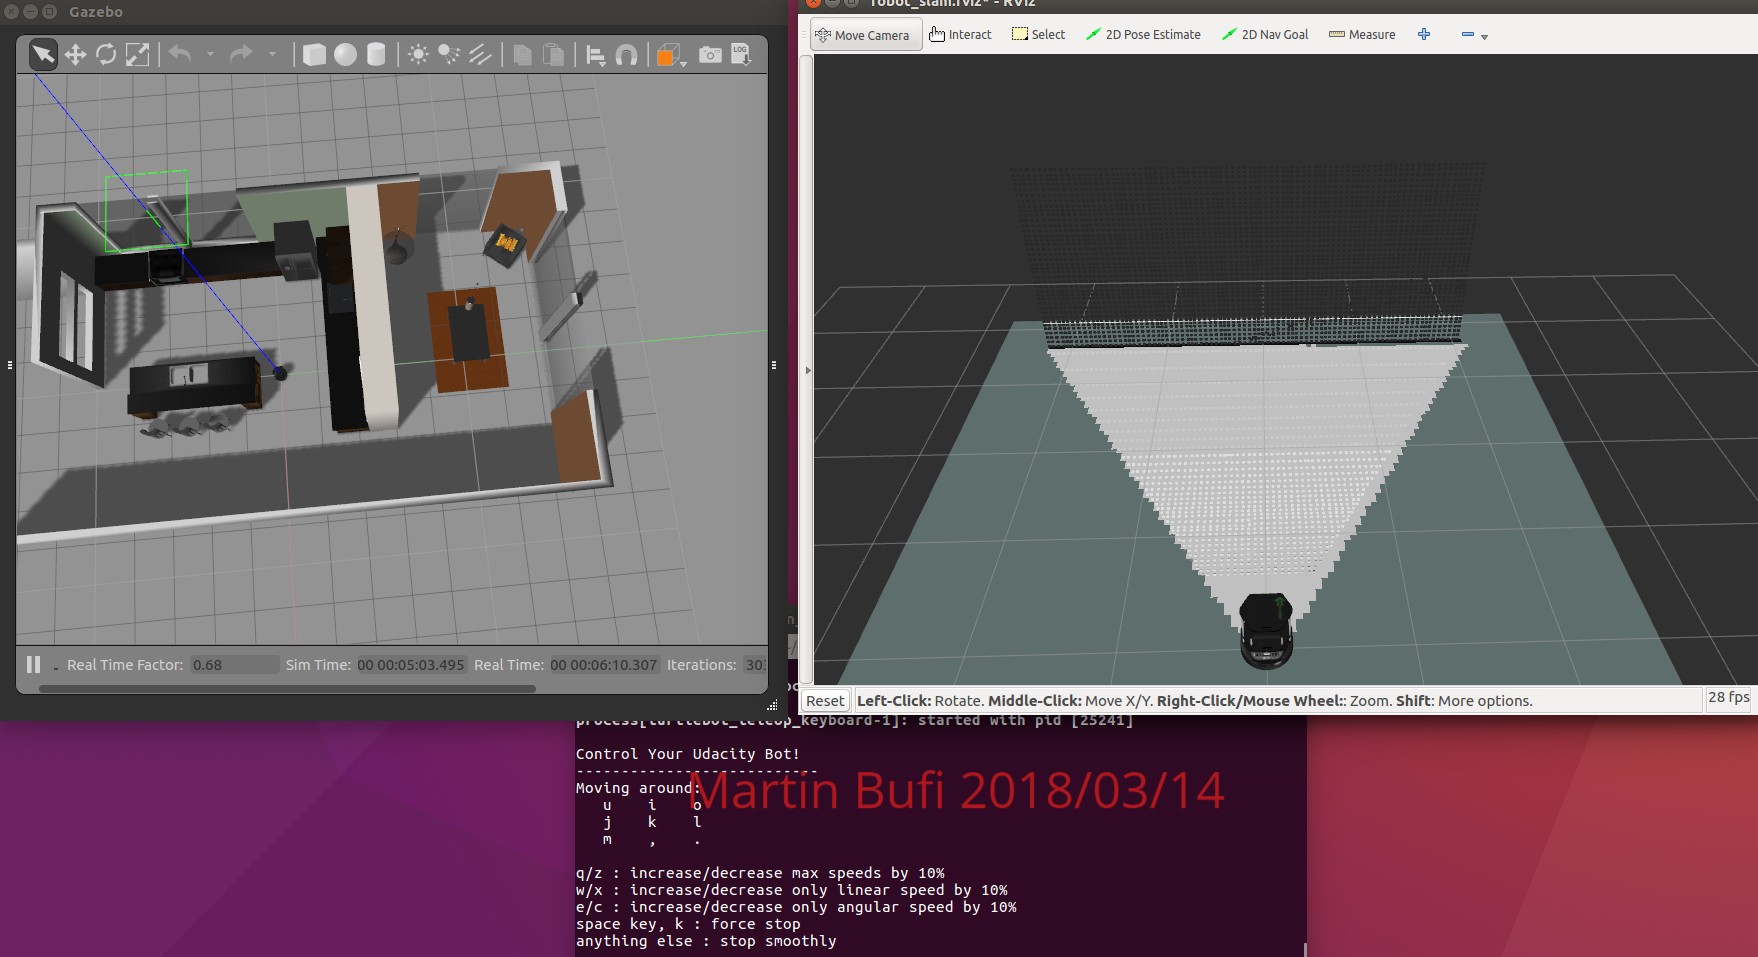 Gazebo
LOG
Real Time Factor: 0.68 Sim Time: 00 00:05:03.495 Real Time: 00 00:06:10.307 Iterations: 303
robot_slam.rviz* - RViz
Move Camera Interact Select 2D Pose Estimate 2D Nav Goal Measure
Reset Left-Click: Rotate. Middle-Click: Move X/Y. Right-Click/Mouse Wheel:: Zoom. Shift: More options. 28 fps
process[turtlebot_teleop_keyboard-1]: started with pid [25241]
Control Your Udacity Bot!
---------------------------
Moving around:
u i o
j k l
m , .
q/z : increase/decrease max speeds by 10%
w/x : increase/decrease only linear speed by 10%
e/c : increase/decrease only angular speed by 10%
space key, k : force stop
anything else : stop smoothly
Martin Bufi 2018/03/14